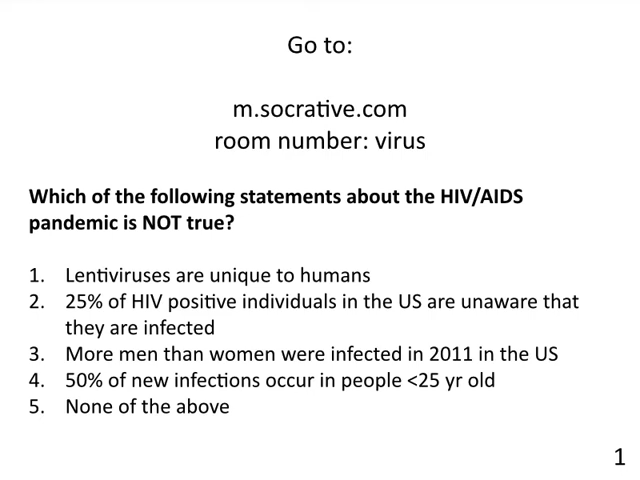 Go to:
m.socrative.com
room number: virus
Which of the following statements about the HIV/AIDS
pandemic is NOT true?
1. Lentiviruses are unique to humans
2. 25% of HIV positive individuals in the US are unaware that
they are infected
3. More men than women were infected in 2011 in the US
4. 50% of new infections occur in people <25 yr old
5. None of the above
1